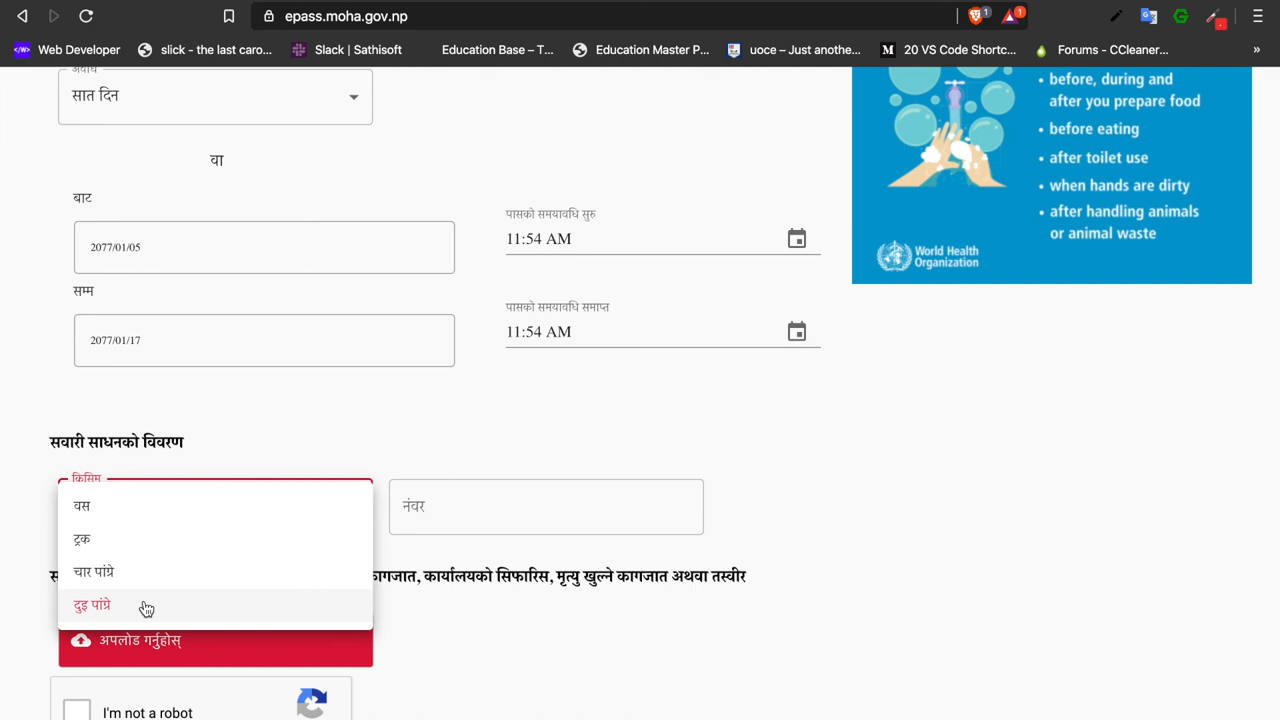 epass.moha.gov.np
1
1
Web Developer
slick - the last caro...
Slack | Sathisoft
Education Base – T...
Education Master P...
uoce – Just anothe...
20 VS Code Shortc...
Forums - CCleaner...
»
अवधि
सात दिन
वा
बाट
2077/01/05
पासको समयावधि सुरु
11:54 AM
सम्म
2077/01/17
पासको समयावधि समाप्त
11:54 AM
• before, during and
after you prepare food
• before eating
• after toilet use
• when hands are dirty
• after handling animals
or animal waste
World Health
Organization
सवारी साधनको विवरण
किसिम
वस
ट्रक
चार पांग्रे
दुइ पांग्रे
नंवर
कागजात, कार्यालयको सिफारिस, मृत्यु खुल्ने कागजात अथवा तस्वीर
अपलोड गर्नुहोस्
I'm not a robot